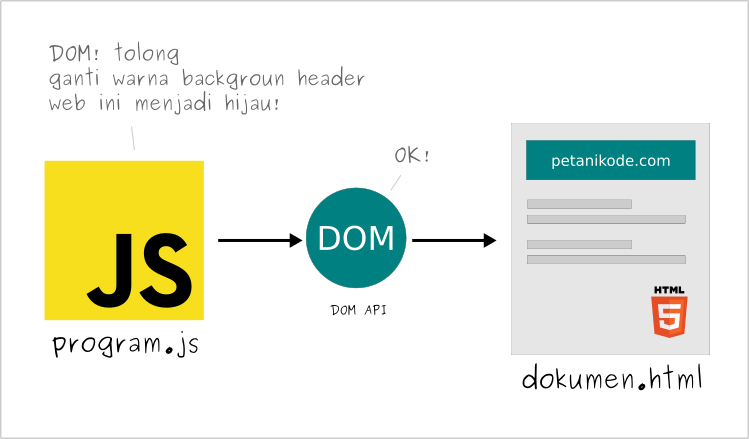 DOM! tolong
ganti warna backgroun header
web ini menjadi hijau!
OK!
petanikode.com
JS
DOM
HTML
5
DOM API
program.js
dokumen.html